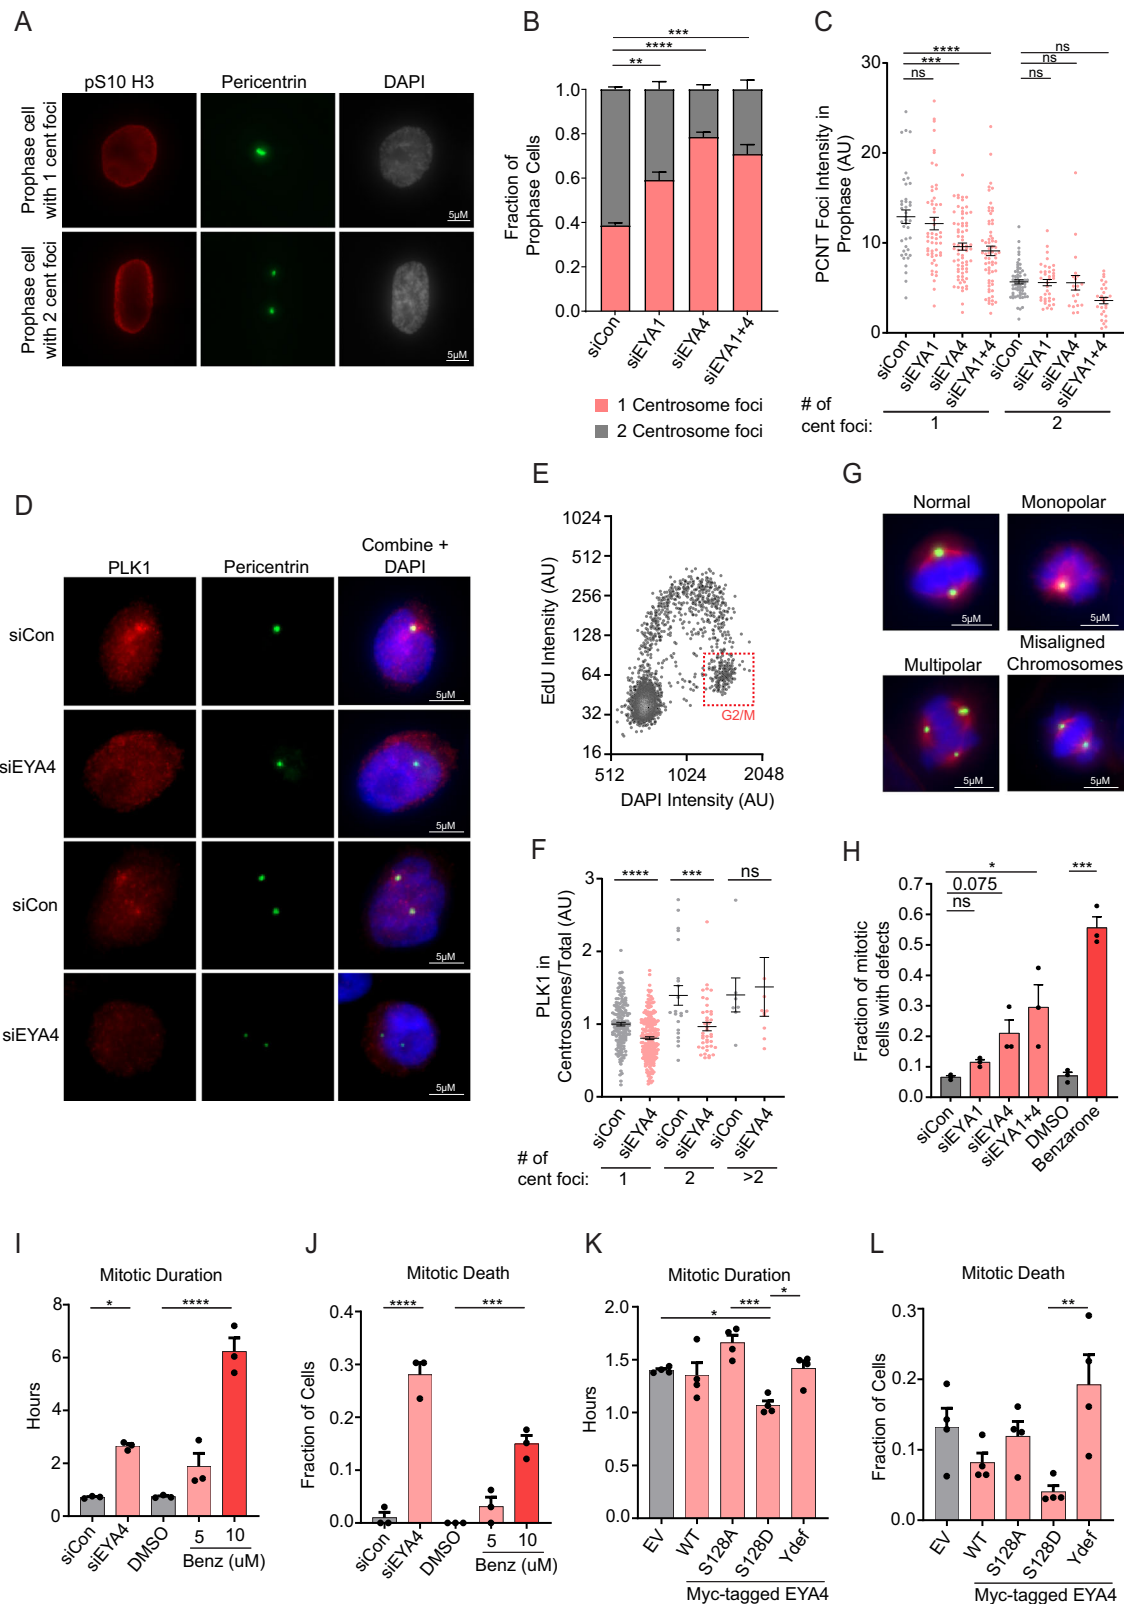 A
pS10 H3
Pericentrin
DAPI
Prophase cell
with 1 cent foci
5µM
Prophase cell
with 2 cent foci
5µM
B
***
****
**
Fraction of
Prophase Cells
1.0
0.8
0.6
0.4
0.2
0.0
siCon
siEYA1
siEYA4
siEYA1+4
1 Centrosome foci
2 Centrosome foci
C
****
***
ns
ns
ns
ns
PCNT Foci Intensity in
Prophase (AU)
30
20
10
0
siCon
siEYA1
siEYA4
siEYA1+4
siCon
siEYA1
siEYA4
siEYA1+4
# of
cent foci:
1
2
D
PLK1
Pericentrin
Combine +
DAPI
siCon
5µM
siEYA4
5µM
siCon
5µM
siEYA4
5µM
E
EdU Intensity (AU)
1024
512
256
128
64
32
16
G2/M
512
1024
2048
DAPI Intensity (AU)
F
****
***
ns
PLK1 in
Centrosomes/Total (AU)
3
2
1
0
siCon
siEYA4
siCon
siEYA4
siCon
siEYA4
# of
cent foci:
1
2
>2
G
Normal
Monopolar
5µM
5µM
Multipolar
Misaligned
Chromosomes
5µM
5µM
H
*
***
0.075
ns
Fraction of mitotic
cells with defects
0.7
0.6
0.5
0.4
0.3
0.2
0.1
0.0
siCon
siEYA1
siEYA4
siEYA1+4
DMSO
Benzarone
I
Mitotic Duration
*
****
Hours
8
6
4
2
0
siCon
siEYA4
DMSO
5
10
Benz (uM)
J
Mitotic Death
****
***
Fraction of Cells
0.4
0.3
0.2
0.1
0.0
siCon
siEYA4
DMSO
5
10
Benz (uM)
K
Mitotic Duration
*
***
*
Hours
2.0
1.5
1.0
0.5
0.0
EV
WT
S128A
S128D
Ydef
Myc-tagged EYA4
L
Mitotic Death
**
Fraction of Cells
0.3
0.2
0.1
0.0
EV
WT
S128A
S128D
Ydef
Myc-tagged EYA4